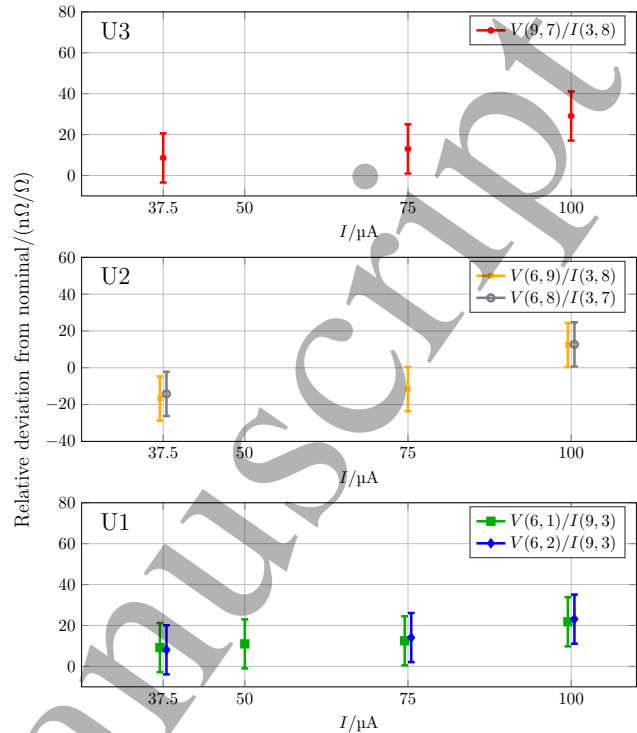 Relative deviation from nominal/(nΩ/Ω)
U3
V(9,7)/I(3,8)
80
60
40
20
0
37.5 50 75 100
I/µA
U2
V(6,9)/I(3,8)
V(6,8)/I(3,7)
60
40
20
0
−20
−40
37.5 50 75 100
I/µA
U1
V(6,1)/I(9,3)
V(6,2)/I(9,3)
80
60
40
20
0
37.5 50 75 100
I/µA
anuscript